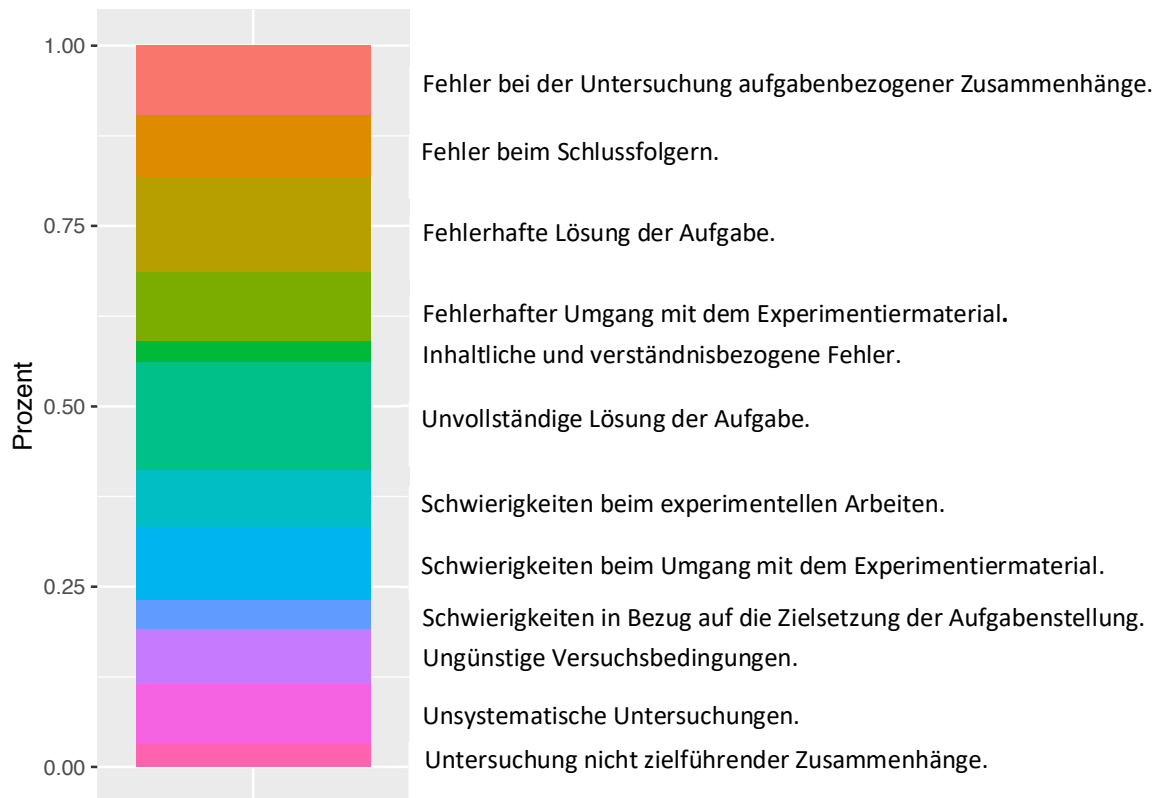 1.00
Fehler bei der Untersuchung aufgabenbezogener Zusammenhänge.
Fehler beim Schlussfolgern.
0.75
Fehlerhafte Lösung der Aufgabe.
Fehlerhafter Umgang mit dem Experimentiermaterial.
Inhaltliche und verständnisbezogene Fehler.
Prozent
0.50
Unvollständige Lösung der Aufgabe.
Schwierigkeiten beim experimentellen Arbeiten.
Schwierigkeiten beim Umgang mit dem Experimentiermaterial.
0.25
Schwierigkeiten in Bezug auf die Zielsetzung der Aufgabenstellung.
Ungünstige Versuchsbedingungen.
Unsystematische Untersuchungen.
0.00
Untersuchung nicht zielführender Zusammenhänge.